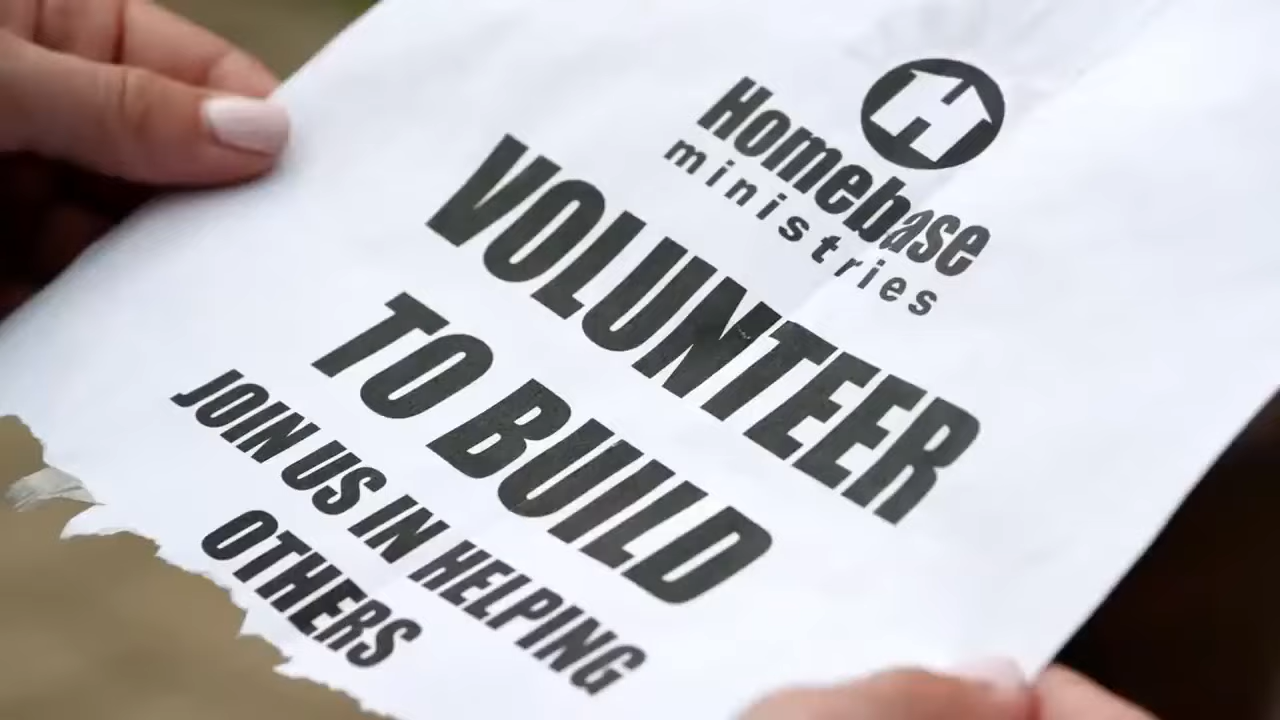 H
Homebase
ministries
VOLUNTEER
TO BUILD
JOIN US IN HELPING
OTHERS